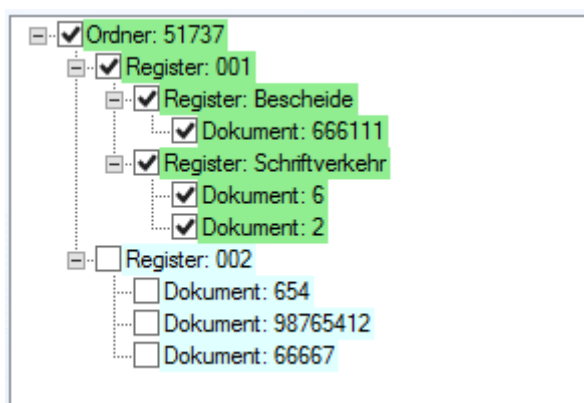 Ordner: 51737
Register: 001
Register: Bescheide
Dokument: 666111
Register: Schriftverkehr
Dokument: 6
Dokument: 2
Register: 002
Dokument: 654
Dokument: 98765412
Dokument: 66667